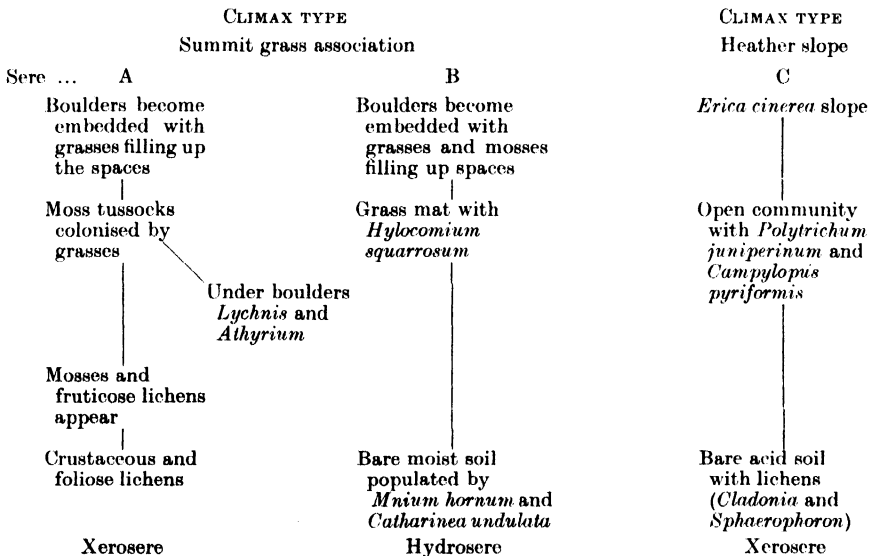 CLIMAX TYPE
Summit grass association
CLIMAX TYPE
Heather slope
Sere ... A B C
Boulders become
embedded with
grasses filling up
the spaces
Moss tussocks
colonised by
grasses
Under boulders
Lychnis and
Athyrium
Mosses and
fruticose lichens
appear
Crustaceous and
foliose lichens
Xerosere
Boulders become
embedded with
grasses and mosses
filling up spaces
Grass mat with
Hylocomium
squarrosum
Bare moist soil
populated by
Mnium hornum and
Catharinea undulata
Hydrosere
Erica cinerea slope
Open community
with Polytrichum
juniperinum and
Campylopus
pyriformis
Bare acid soil
with lichens
(Cladonia and
Sphaerophoron)
Xerosere